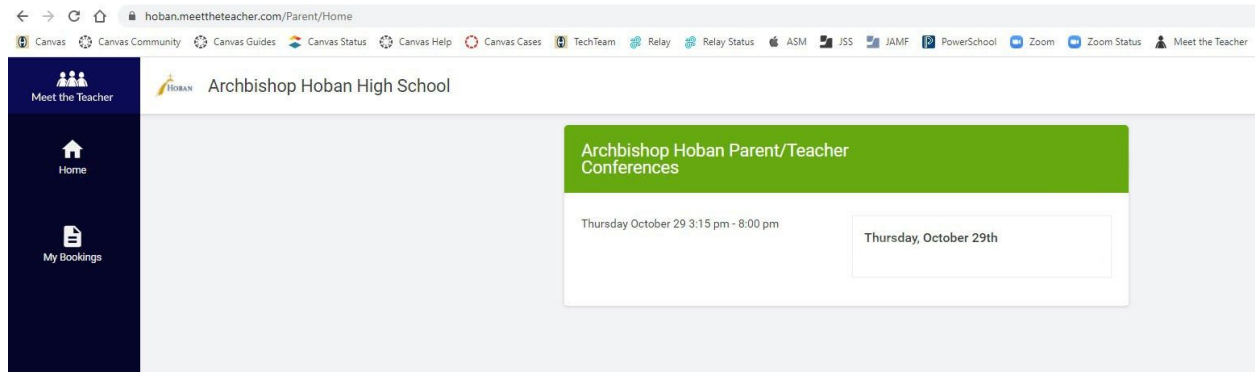 hoban.meettheteacher.com/Parent/Home
Canvas Canvas Community Canvas Guides Canvas Status Canvas Help Canvas Cases TechTeam Relay Relay Status ASM JSS JAMF PowerSchool Zoom Zoom Status Meet the Teacher
Meet the Teacher
HOBAN Archbishop Hoban High School
Home
My Bookings
Archbishop Hoban Parent/Teacher
Conferences
Thursday October 29 3:15 pm - 8:00 pm
Thursday, October 29th